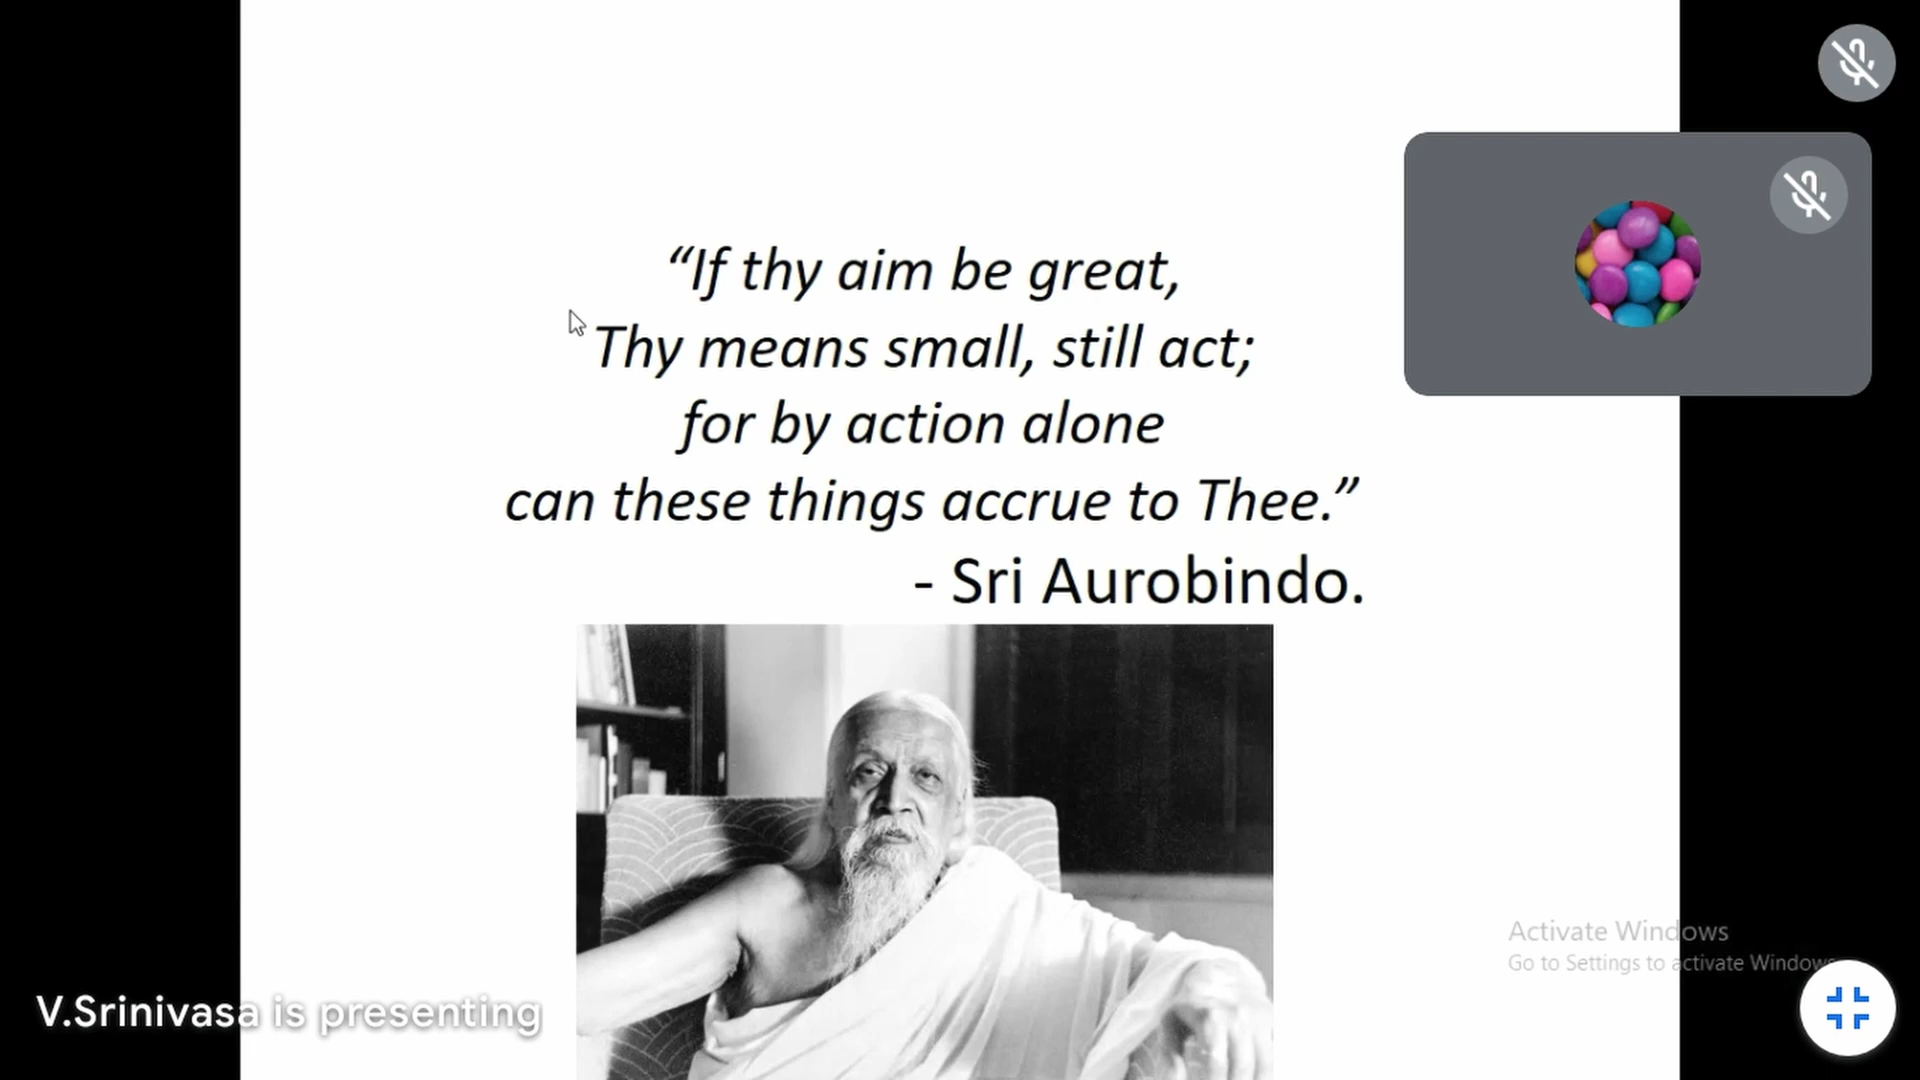 “If thy aim be great,
Thy means small, still act;
for by action alone
can these things accrue to Thee.”
- Sri Aurobindo.
Activate Windows
Go to Settings to activate Windows.
V.Srinivasa is presenting